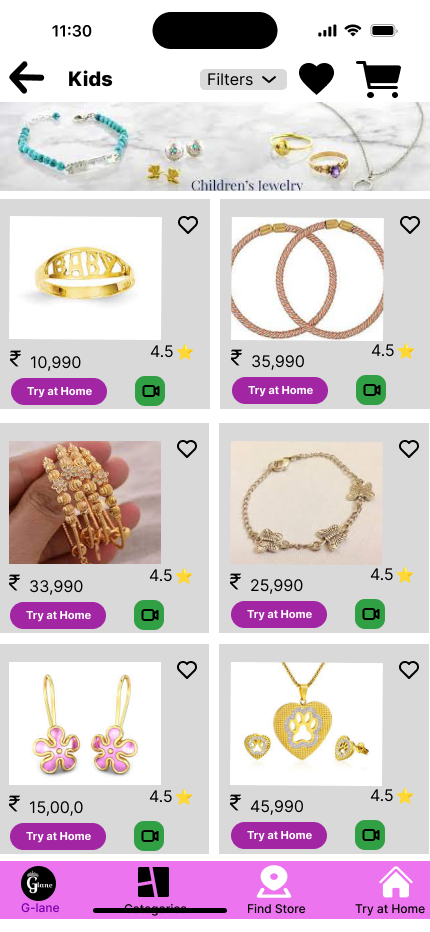 11:30
Kids
Filters
Children's Jewelry
BABY
₹ 10,990
4.5
Try at Home
₹ 35,990
4.5
Try at Home
₹ 33,990
4.5
Try at Home
₹ 25,990
4.5
Try at Home
₹ 15,00,0
4.5
Try at Home
₹ 45,990
4.5
Try at Home
Glane
G-lane
Categories
Find Store
Try at Home